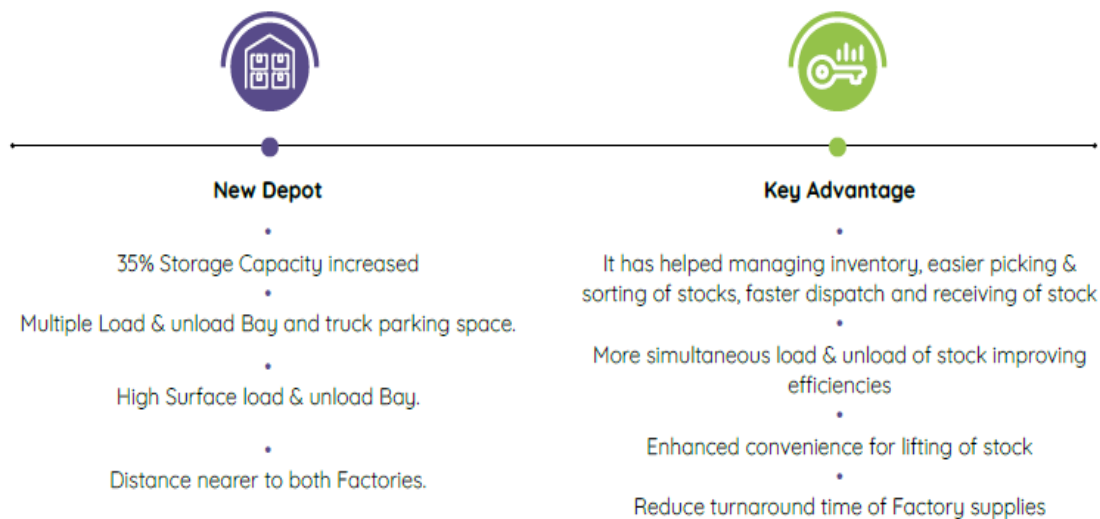 New Depot
•
35% Storage Capacity increased
•
Multiple Load & unload Bay and truck parking space.
•
High Surface load & unload Bay.
•
Distance nearer to both Factories.
Key Advantage
•
It has helped managing inventory, easier picking &
sorting of stocks, faster dispatch and receiving of stock
•
More simultaneous load & unload of stock improving
efficiencies
•
Enhanced convenience for lifting of stock
•
Reduce turnaround time of Factory supplies